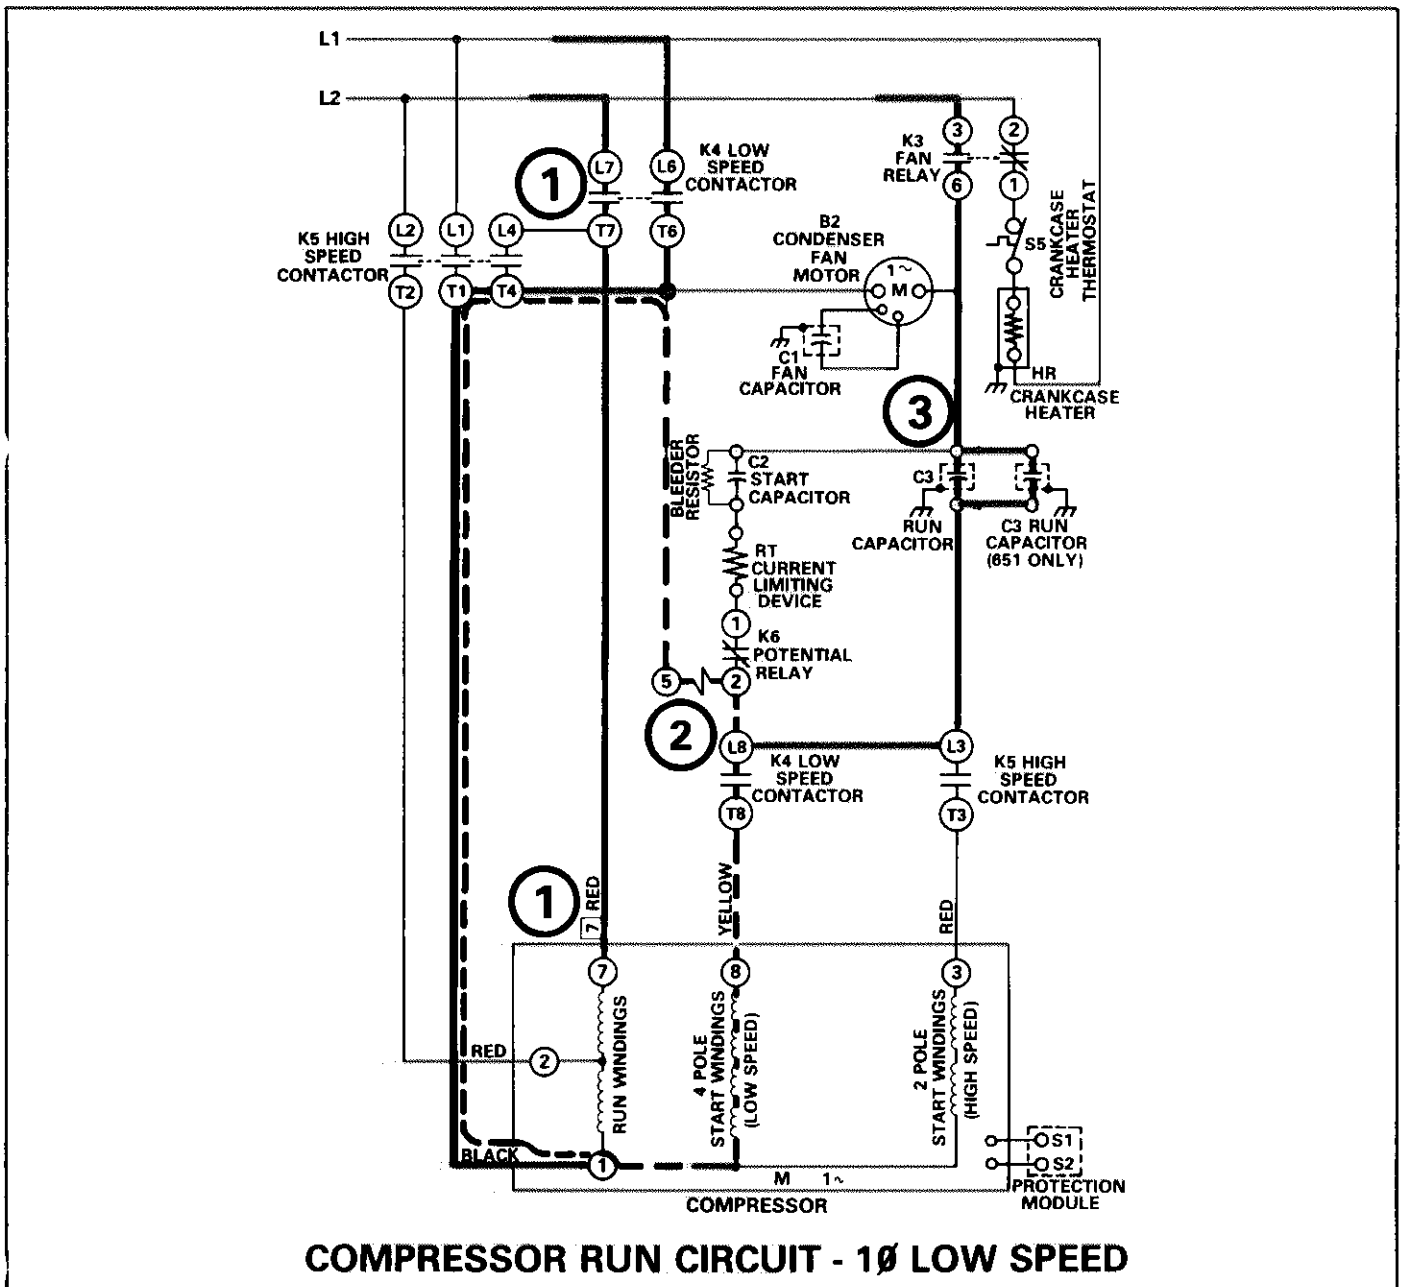 L1
L2
3
2
K4 LOW
SPEED
CONTACTOR
K3
FAN
RELAY
1
L7
L6
6
1
CRANKCASE
HEATER
THERMOSTAT
S5
K5 HIGH
SPEED
CONTACTOR
L2
L1
L4
T7
T6
B2
CONDENSER
FAN
MOTOR
1~
M
T2
T1
T4
C1
FAN
CAPACITOR
HR
CRANKCASE
HEATER
3
BLEEDER
RESISTOR
C2
START
CAPACITOR
C3
RUN
CAPACITOR
C3 RUN
CAPACITOR
(651 ONLY)
RT
CURRENT
LIMITING
DEVICE
1
K6
POTENTIAL
RELAY
5
2
2
L8
L3
K4 LOW
SPEED
CONTACTOR
K5 HIGH
SPEED
CONTACTOR
T8
T3
1
7
RED
YELLOW
RED
7
8
3
RED
2
RUN WINDINGS
4 POLE
START WINDINGS
(LOW SPEED)
2 POLE
START WINDINGS
(HIGH SPEED)
BLACK
1
M 1~
S1
S2
PROTECTION
MODULE
COMPRESSOR
COMPRESSOR RUN CIRCUIT - 1Ø LOW SPEED